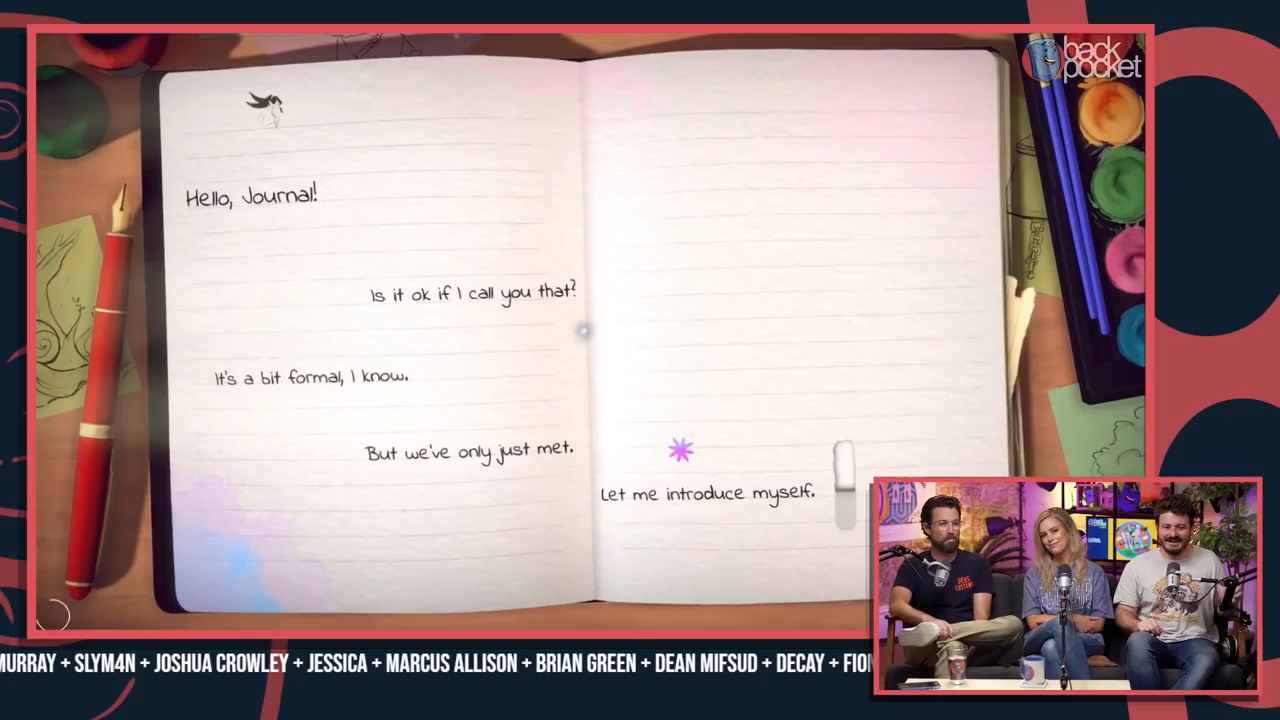 back
pocket
Hello, Journal!
Is it ok if I call you that?
It's a bit formal, I know.
But we've only just met.
Let me introduce myself.
MURRAY + SLYM4N + JOSHUA CROWLEY + JESSICA + MARCUS ALLISON + BRIAN GREEN + DEAN MIFSUD + DECAY +